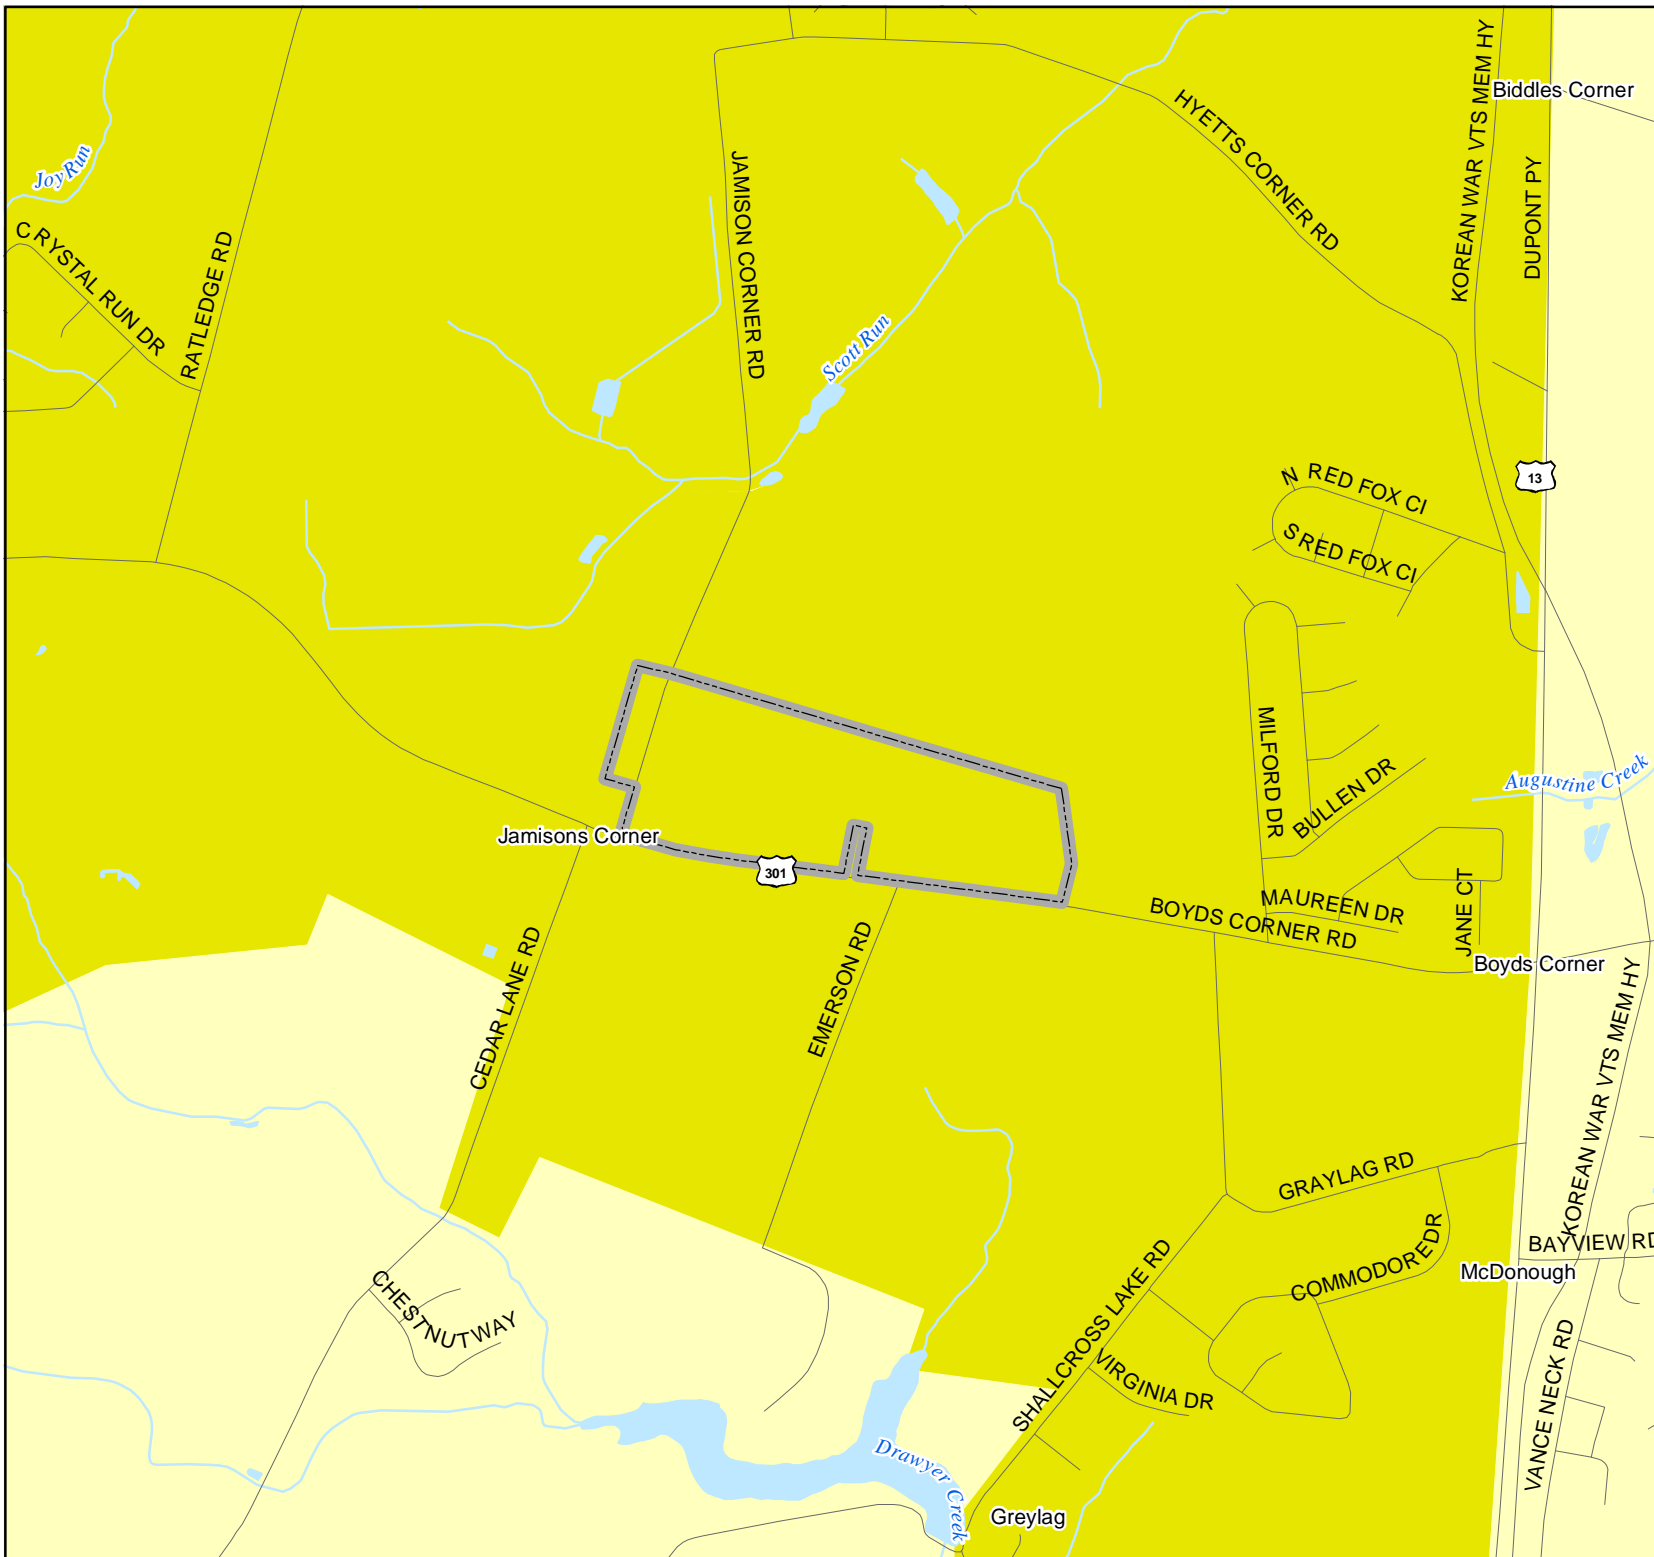 KOREAN WAR VTS MEM HY
Biddles Corner
HYETTS CORNER RD
Joy Run
JAMISON CORNER RD
DUPONT PY
CRYSTAL RUN DR
RATLEDGE RD
Scott Run
13
N RED FOX CI
S RED FOX CI
MILFORD DR
BULLEN DR
Augustine Creek
Jamisons Corner
301
MAUREEN DR
JANE CT
BOYDS CORNER RD
Boyds Corner
CEDAR LANE RD
EMERSON RD
KOREAN WAR VTS MEM HY
GRAYLAG RD
BAYVIEW RD
COMMODORE DR
McDonough
CHESTNUT WAY
SHALLCROSS LAKE RD
VIRGINIA DR
VANCE NECK RD
Drawyer Creek
Greylag